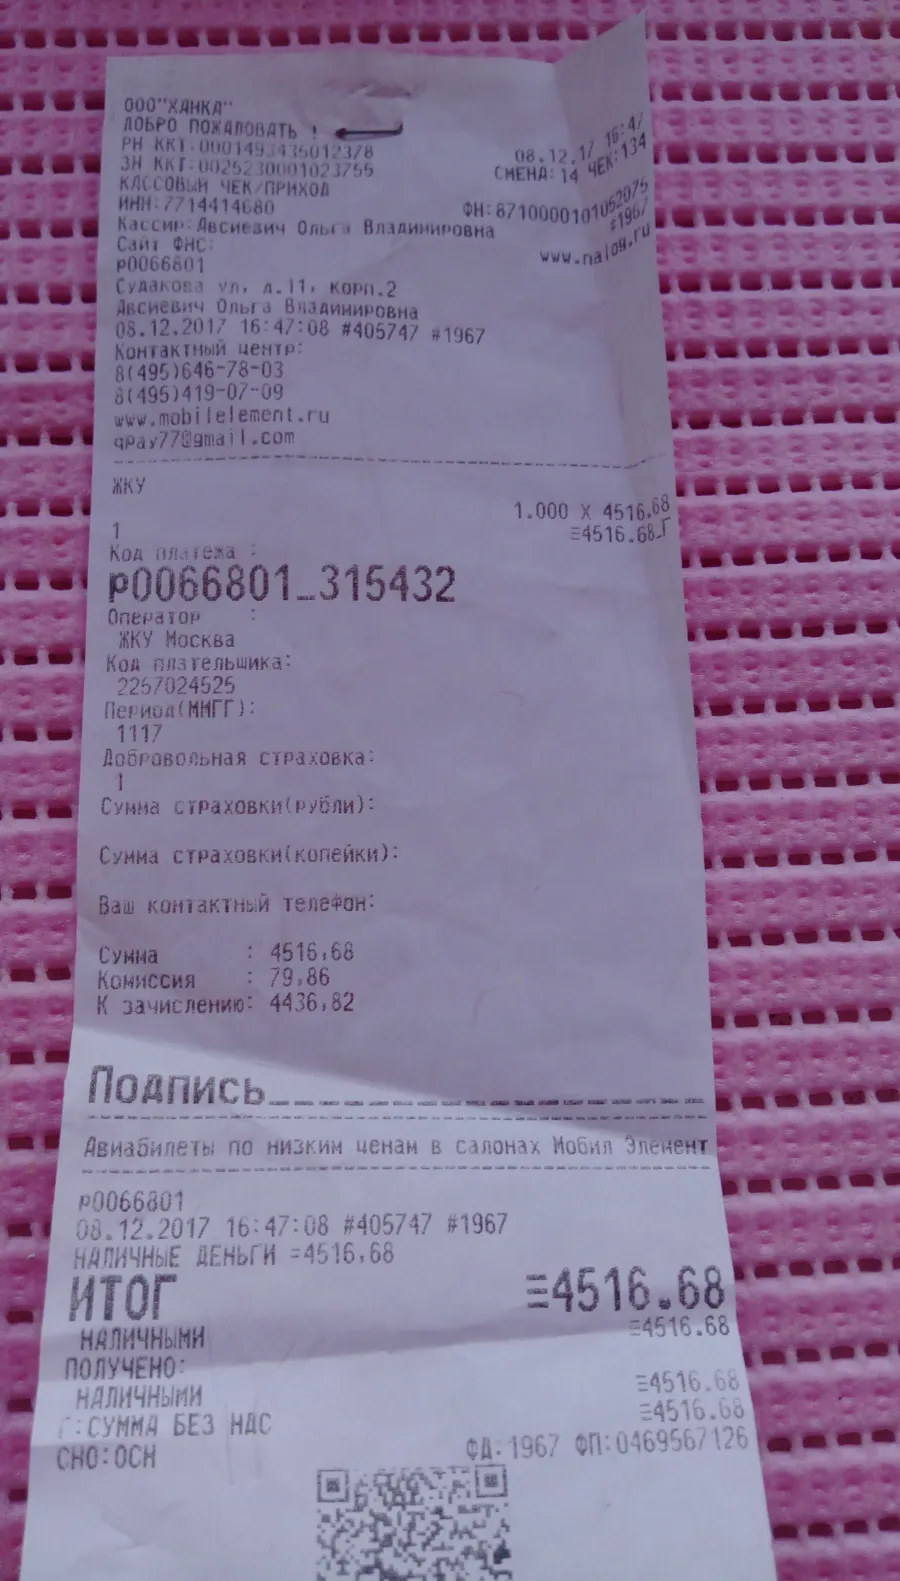 ООО"ХАНКА"
ДОБРО ПОЖАЛОВАТЬ !
РН ККТ:0001493435012378 08.12.17 16:47
ЗН ККТ:0025230001023755 СМЕНА:14 ЧЕК:134
КАССОВЫЙ ЧЕК/ПРИХОД
ИНН:7714414680 ФН:8710000101052075
Кассир:Авсиевич Ольга Владимировна #1967
Сайт ФНС: www.nalog.ru
p0066801
Судакова ул, д.11, корп.2
Авсиевич Ольга Владимировна
08.12.2017 16:47:08 #405747 #1967
Контактный центр:
8(495)646-78-03
8(495)419-07-09
www.mobilelement.ru
qpay77@gmail.com
ЖКУ
1.000 X 4516.68
1 ≡4516.68_Г
Код платежа :
p0066801_315432
Оператор :
ЖКУ Москва
Код плательшика:
2257024525
Период(ММГГ):
1117
Добровольная страховка:
1
Сумма страховки(рубли):
Сумма страховки(копейки):
Ваш контактный телефон:
Сумма : 4516,68
Комиссия : 79,86
К зачислению: 4436,82
Подпись__________________
Авиабилеты по низким ценам в салонах Мобил Элемент
p0066801
08.12.2017 16:47:08 #405747 #1967
НАЛИЧНЫЕ ДЕНЬГИ =4516,68
ИТОГ ≡4516.68
НАЛИЧНЫМИ ≡4516.68
ПОЛУЧЕНО:
НАЛИЧНЫМИ ≡4516.68
Г:СУММА БЕЗ НДС ≡4516.68
СНО:ОСН ФД:1967 ФП:0469567126